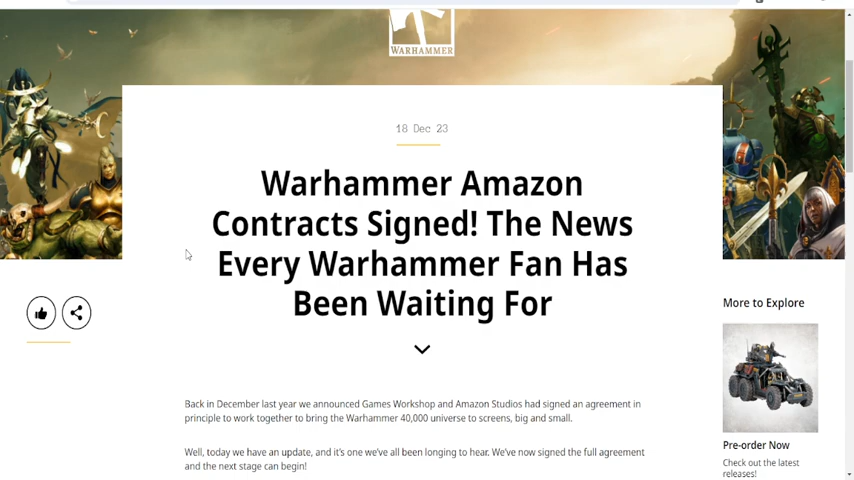 WARHAMMER
18 Dec 23
Warhammer Amazon
Contracts Signed! The News
Every Warhammer Fan Has
Been Waiting For
More to Explore
Back in December last year we announced Games Workshop and Amazon Studios had signed an agreement in
principle to work together to bring the Warhammer 40,000 universe to screens, big and small.
Well, today we have an update, and it's one we've all been longing to hear. We've now signed the full agreement
and the next stage can begin!
Pre-order Now
Check out the latest
releases!